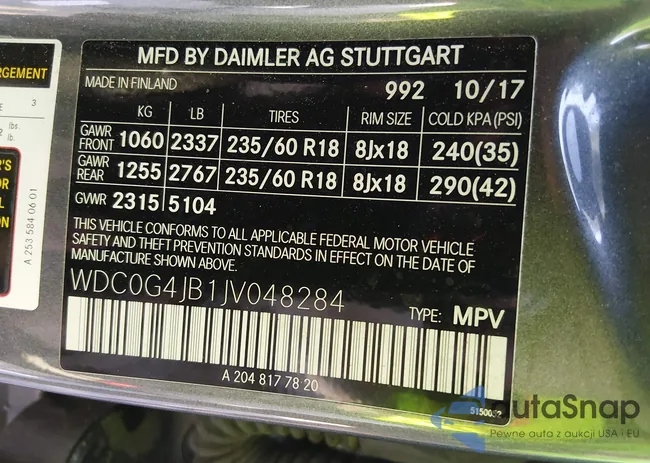 MFD BY DAIMLER AG STUTTGART
MADE IN FINLAND 992 10/17
KG LB TIRES RIM SIZE COLD KPA (PSI)
GAWR FRONT 1060 2337 235/60 R18 8Jx18 240(35)
GAWR REAR 1255 2767 235/60 R18 8Jx18 290(42)
GVWR 2315 5104
THIS VEHICLE CONFORMS TO ALL APPLICABLE FEDERAL MOTOR VEHICLE
SAFETY AND THEFT PREVENTION STANDARDS IN EFFECT ON THE DATE OF
MANUFACTURE SHOWN ABOVE.
WDC0G4JB1JV048284
TYPE: MPV
A 204 817 78 20
5150032
RGEMENT
3
lbs.
lb.
A 253 584 06 01
autaSnap
Pewne auta z aukcji USA i EU